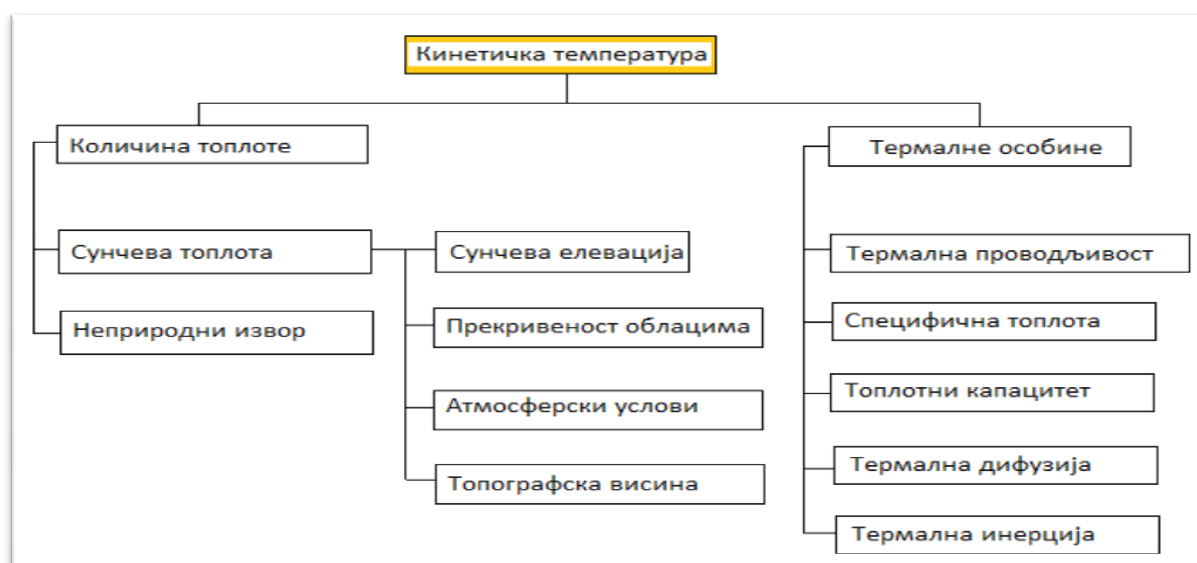 Кинетичка температура
Количина топлоте
Термалне особине
Сунчева топлота
Сунчева елевација
Термална проводљивост
Неприродни извор
Прекривеност облацима
Специфична топлота
Атмосферски услови
Топлотни капацитет
Топографска висина
Термална дифузија
Термална инерција